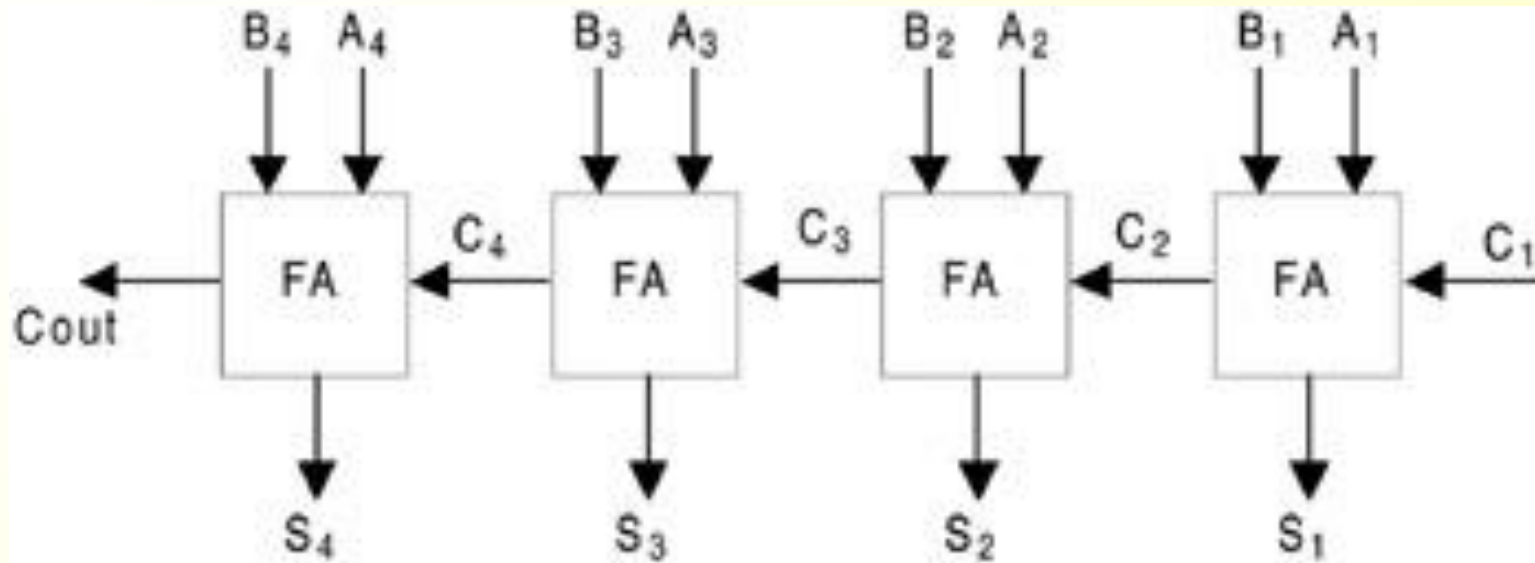 B₄ A₄ B₃ A₃ B₂ A₂ B₁ A₁
C₄ C₃ C₂ C₁
FA FA FA FA
Cout
S₄ S₃ S₂ S₁